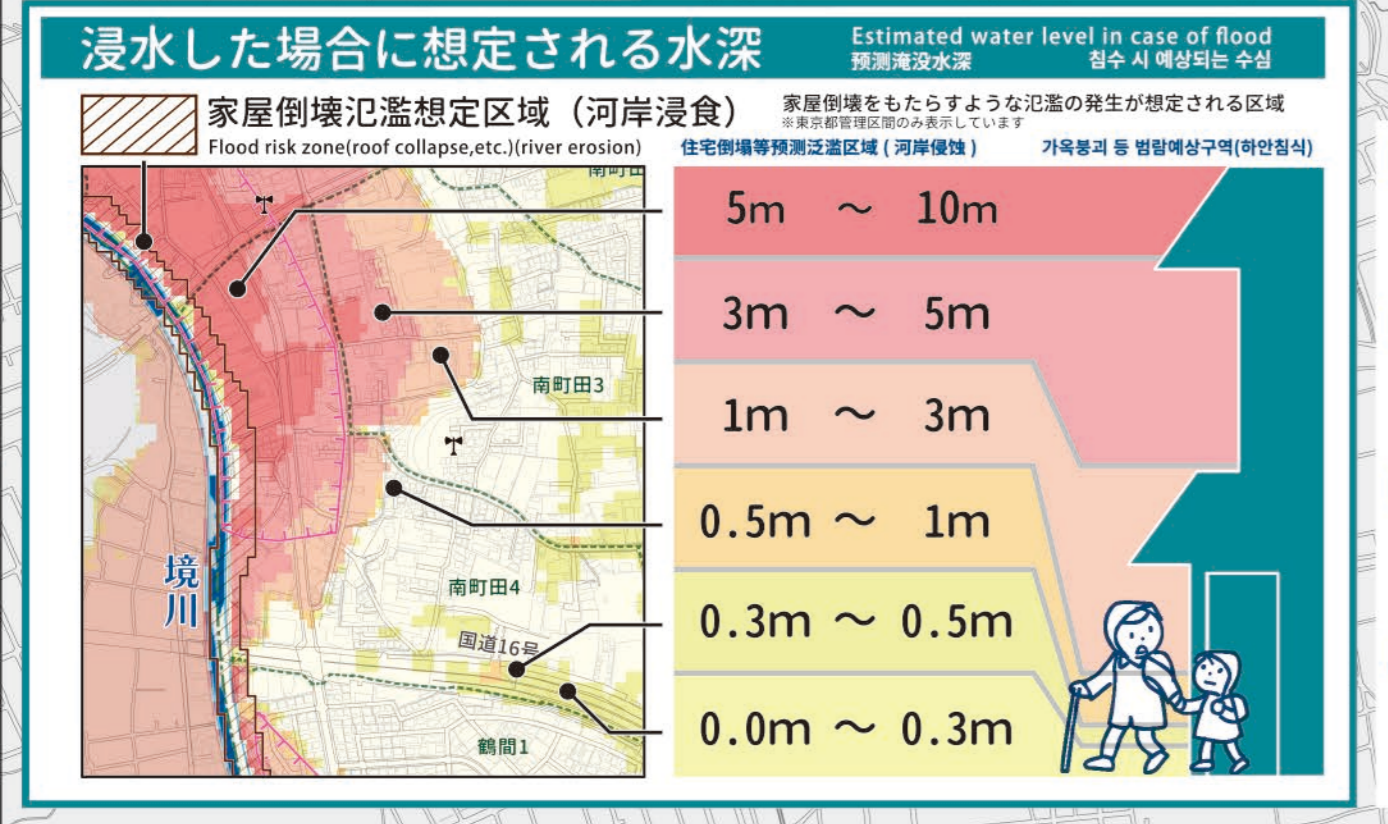 浸水した場合に想定される水深
Estimated water level in case of flood
预测淹没水深
침수 시 예상되는 수심
家屋倒壊氾濫想定区域（河岸浸食）
Flood risk zone(roof collapse,etc.)(river erosion)
家屋倒壊をもたらすような氾濫の発生が想定される区域
※東京都管理区間のみ表示しています
住宅倒塌等预测泛滥区域 ( 河岸侵蚀 )
가옥붕괴 등 범람예상구역(하안침식)
南町田3
境川
南町田4
国道16号
鶴間1
5m ～ 10m
3m ～ 5m
1m ～ 3m
0.5m ～ 1m
0.3m ～ 0.5m
0.0m ～ 0.3m